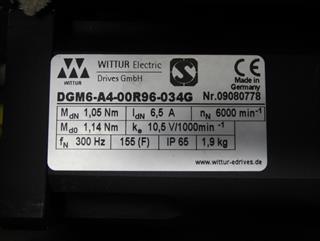 WITTUR
WITTUR Electric
Drives GmbH
S
CE
Made in
Germany
DGM6-A4-00R96-034G Nr.09080778
MdN 1,05 Nm IdN 6,5 A nN 6000 min⁻¹
Md0 1,14 Nm kₑ 10,5 V/1000min⁻¹
fN 300 Hz 155 (F) IP 65 1,9 kg
www.wittur-edrives.de